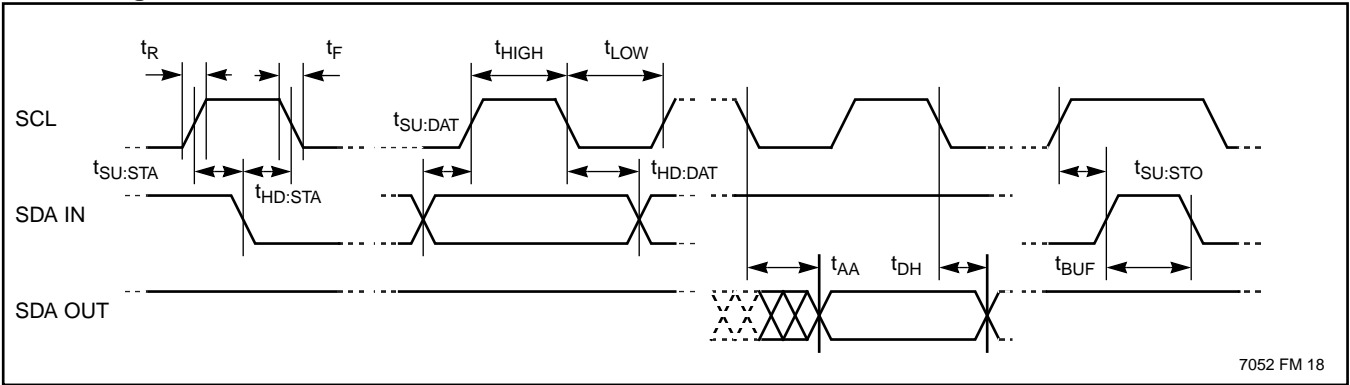 tR
tF
tHIGH
tLOW
SCL
tSU:DAT
tSU:STA
tHD:STA
tHD:DAT
tSU:STO
SDA IN
tAA
tDH
tBUF
SDA OUT
7052 FM 18